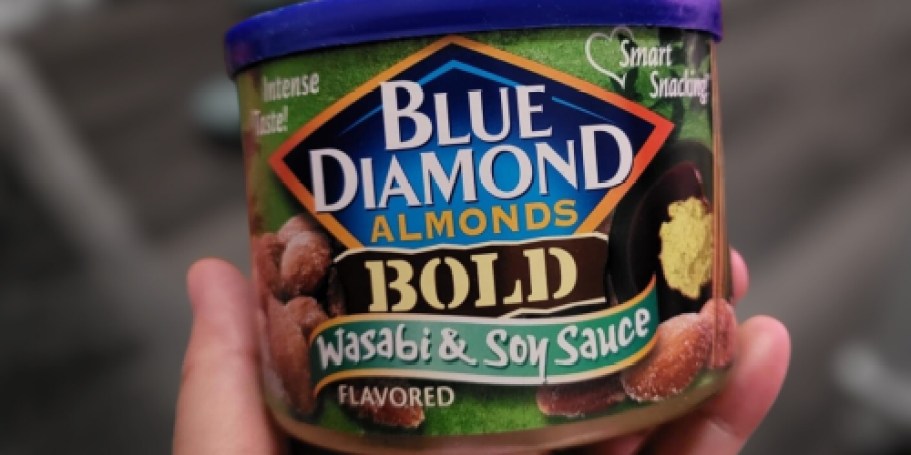 Intense
Taste!
Smart
Snacking!
BLUE
DIAMOND
ALMONDS
BOLD
Wasabi & Soy Sauce
FLAVORED